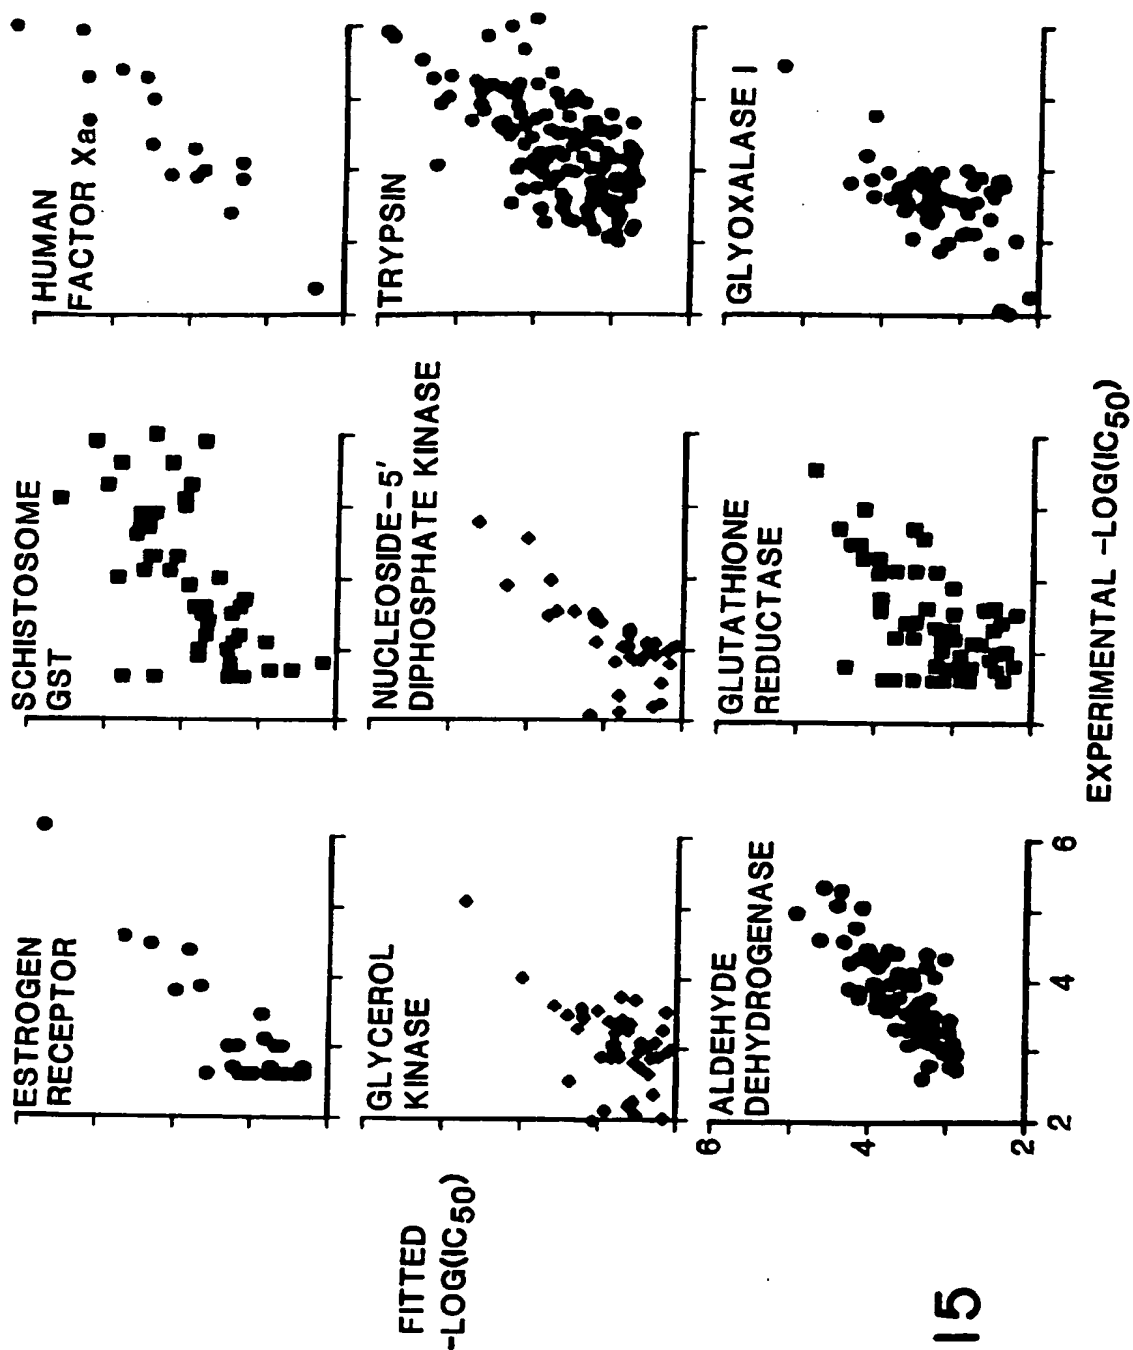 ESTROGEN
RECEPTOR
SCHISTOSOME
GST
HUMAN
FACTOR Xa
GLYCEROL
KINASE
NUCLEOSIDE-5'
DIPHOSPHATE KINASE
TRYPSIN
ALDEHYDE
DEHYDROGENASE
GLUTATHIONE
REDUCTASE
GLYOXALASE I
FITTED
-LOG(IC50)
6
4
2
2
4
6
EXPERIMENTAL -LOG(IC50)
15